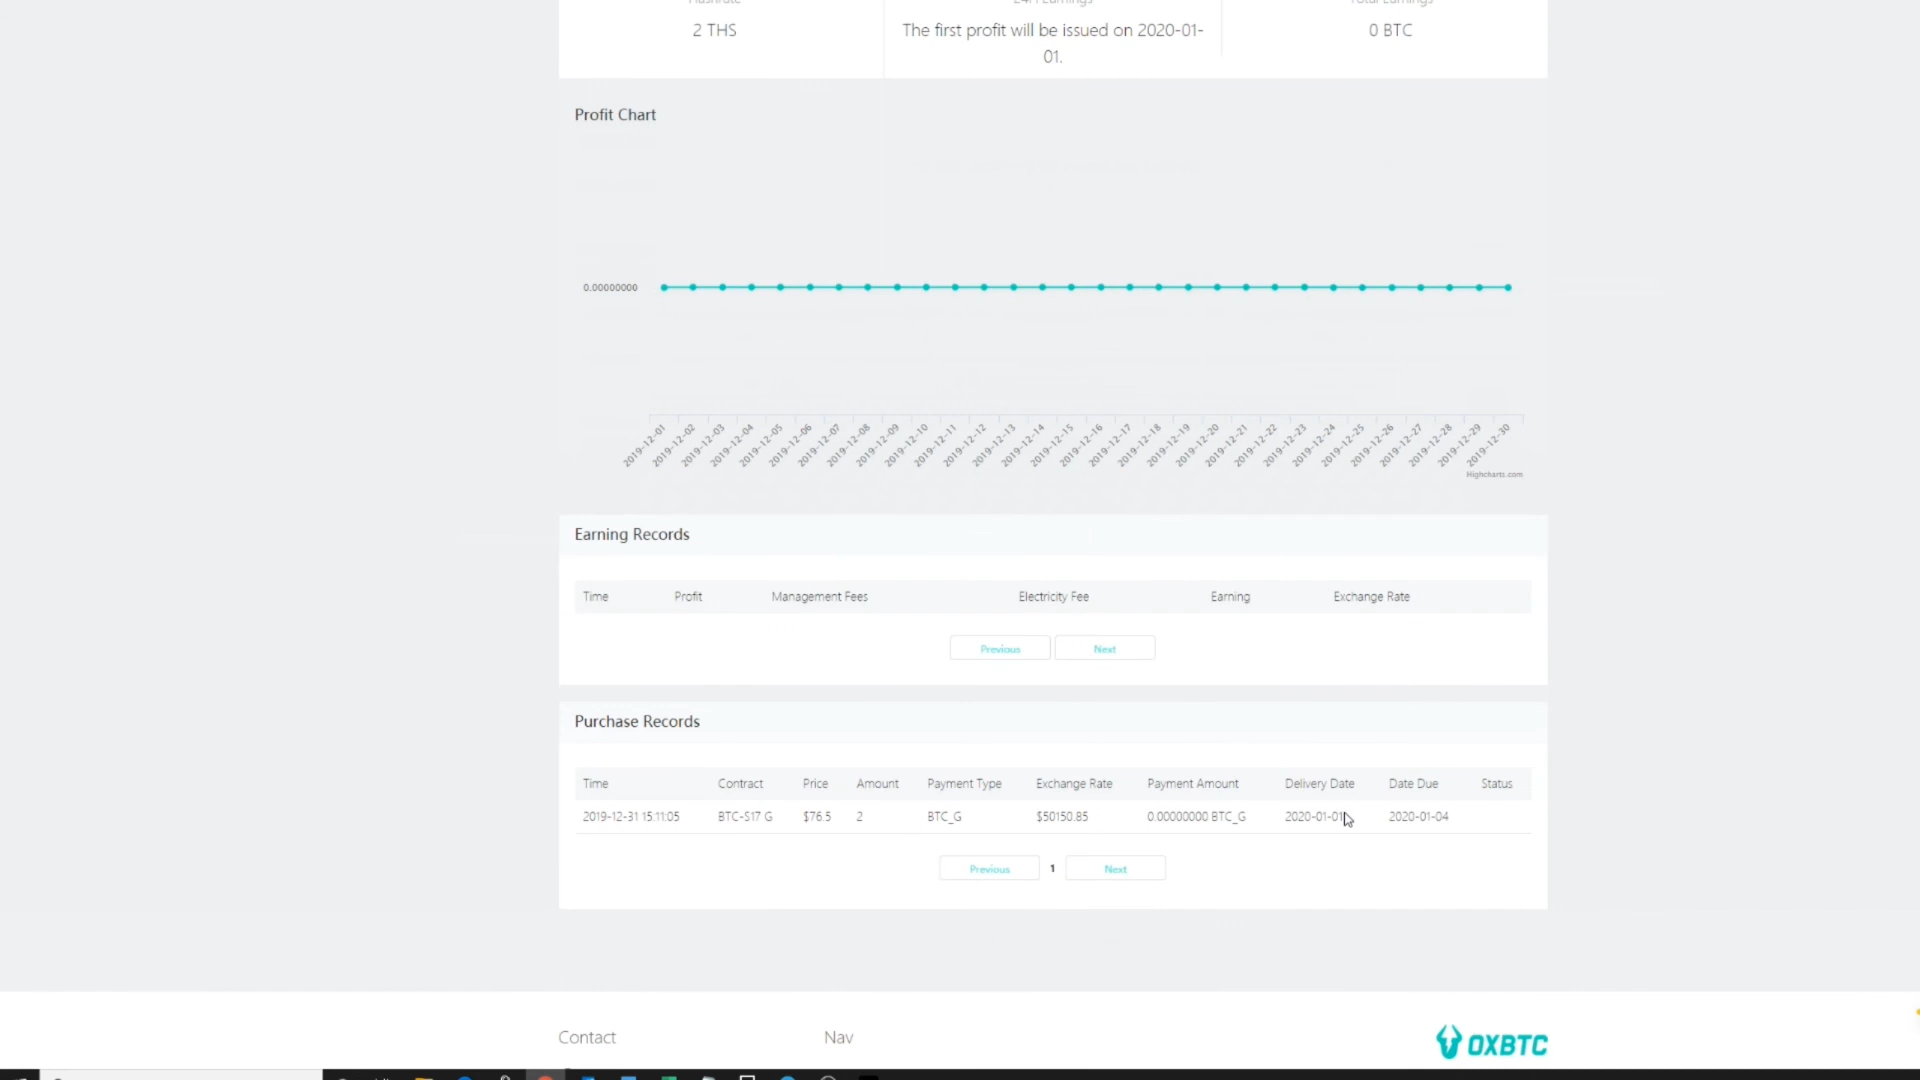 Hashrate 24H Earnings Total Earnings
2 THS The first profit will be issued on 2020-01- 0 BTC
01.
Profit Chart
0.00000000
2019-12-01 2019-12-02 2019-12-03 2019-12-04 2019-12-05 2019-12-06 2019-12-07 2019-12-08 2019-12-09 2019-12-10 2019-12-11 2019-12-12 2019-12-13 2019-12-14 2019-12-15 2019-12-16 2019-12-17 2019-12-18 2019-12-19 2019-12-20 2019-12-21 2019-12-22 2019-12-23 2019-12-24 2019-12-25 2019-12-26 2019-12-27 2019-12-28 2019-12-29 2019-12-30
Highcharts.com
Earning Records
Time Profit Management Fees Electricity Fee Earning Exchange Rate
Previous Next
Purchase Records
Time Contract Price Amount Payment Type Exchange Rate Payment Amount Delivery Date Date Due Status
2019-12-31 15:11:05 BTC-S17 G $76.5 2 BTC_G $50150.85 0.00000000 BTC_G 2020-01-01 2020-01-04
Previous 1 Next
Contact Nav OXBTC